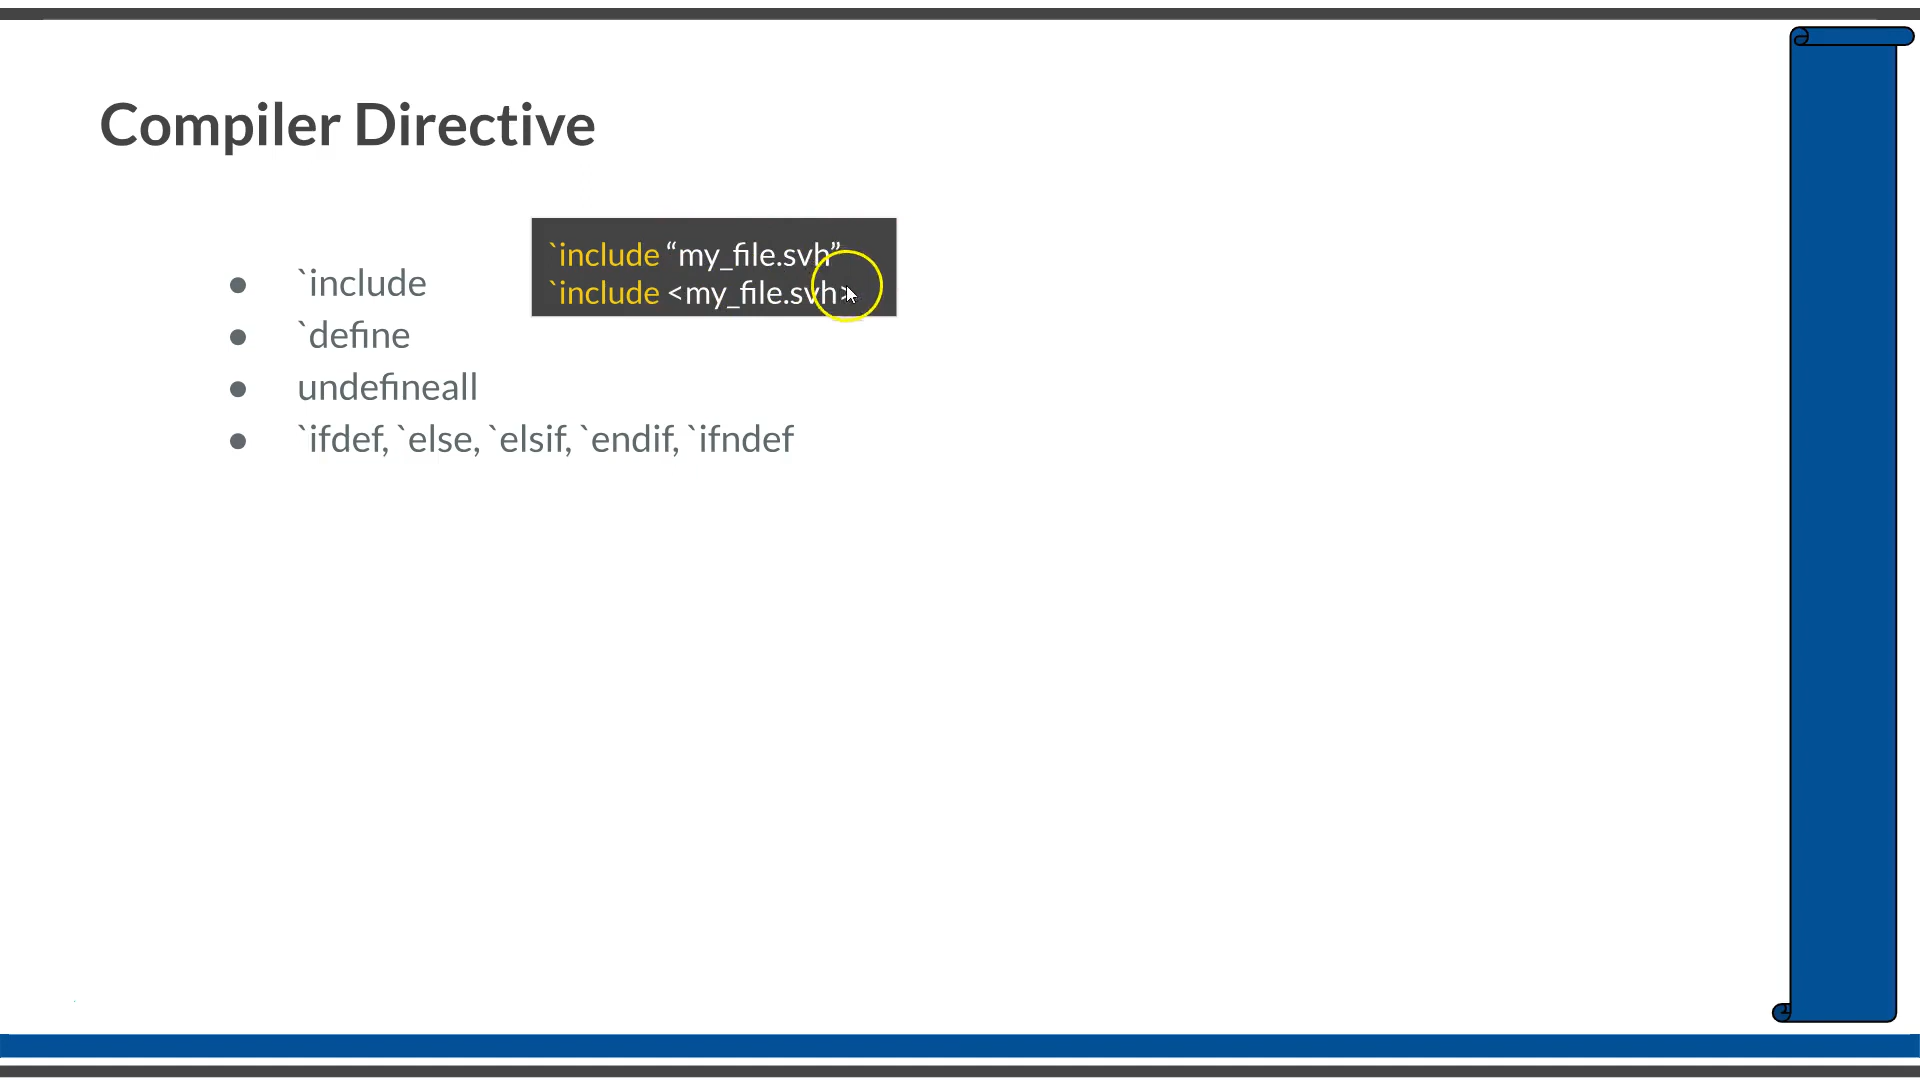 Compiler Directive
`include “my_file.svh”
`include <my_file.svh>
● `include
● `define
● undefineall
● `ifdef, `else, `elsif, `endif, `ifndef